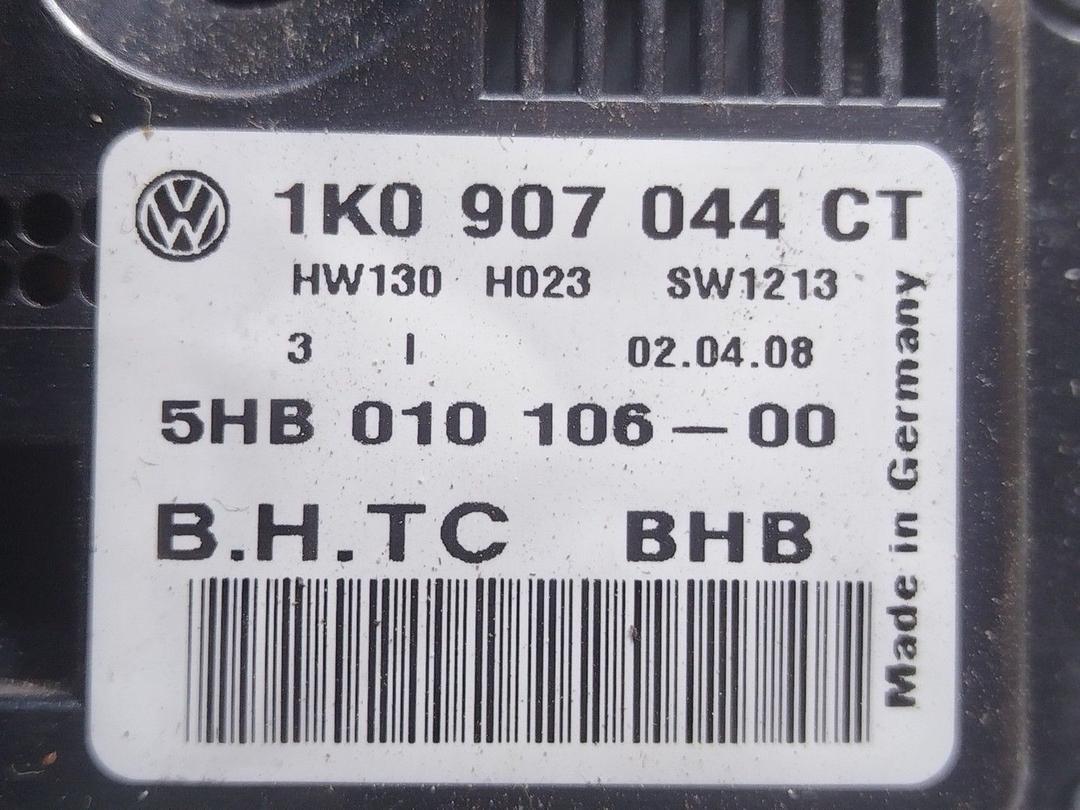 1K0 907 044 CT
HW130 H023 SW1213
3 I 02.04.08
5HB 010 106-00
B.H.TC BHB
Made in Germany